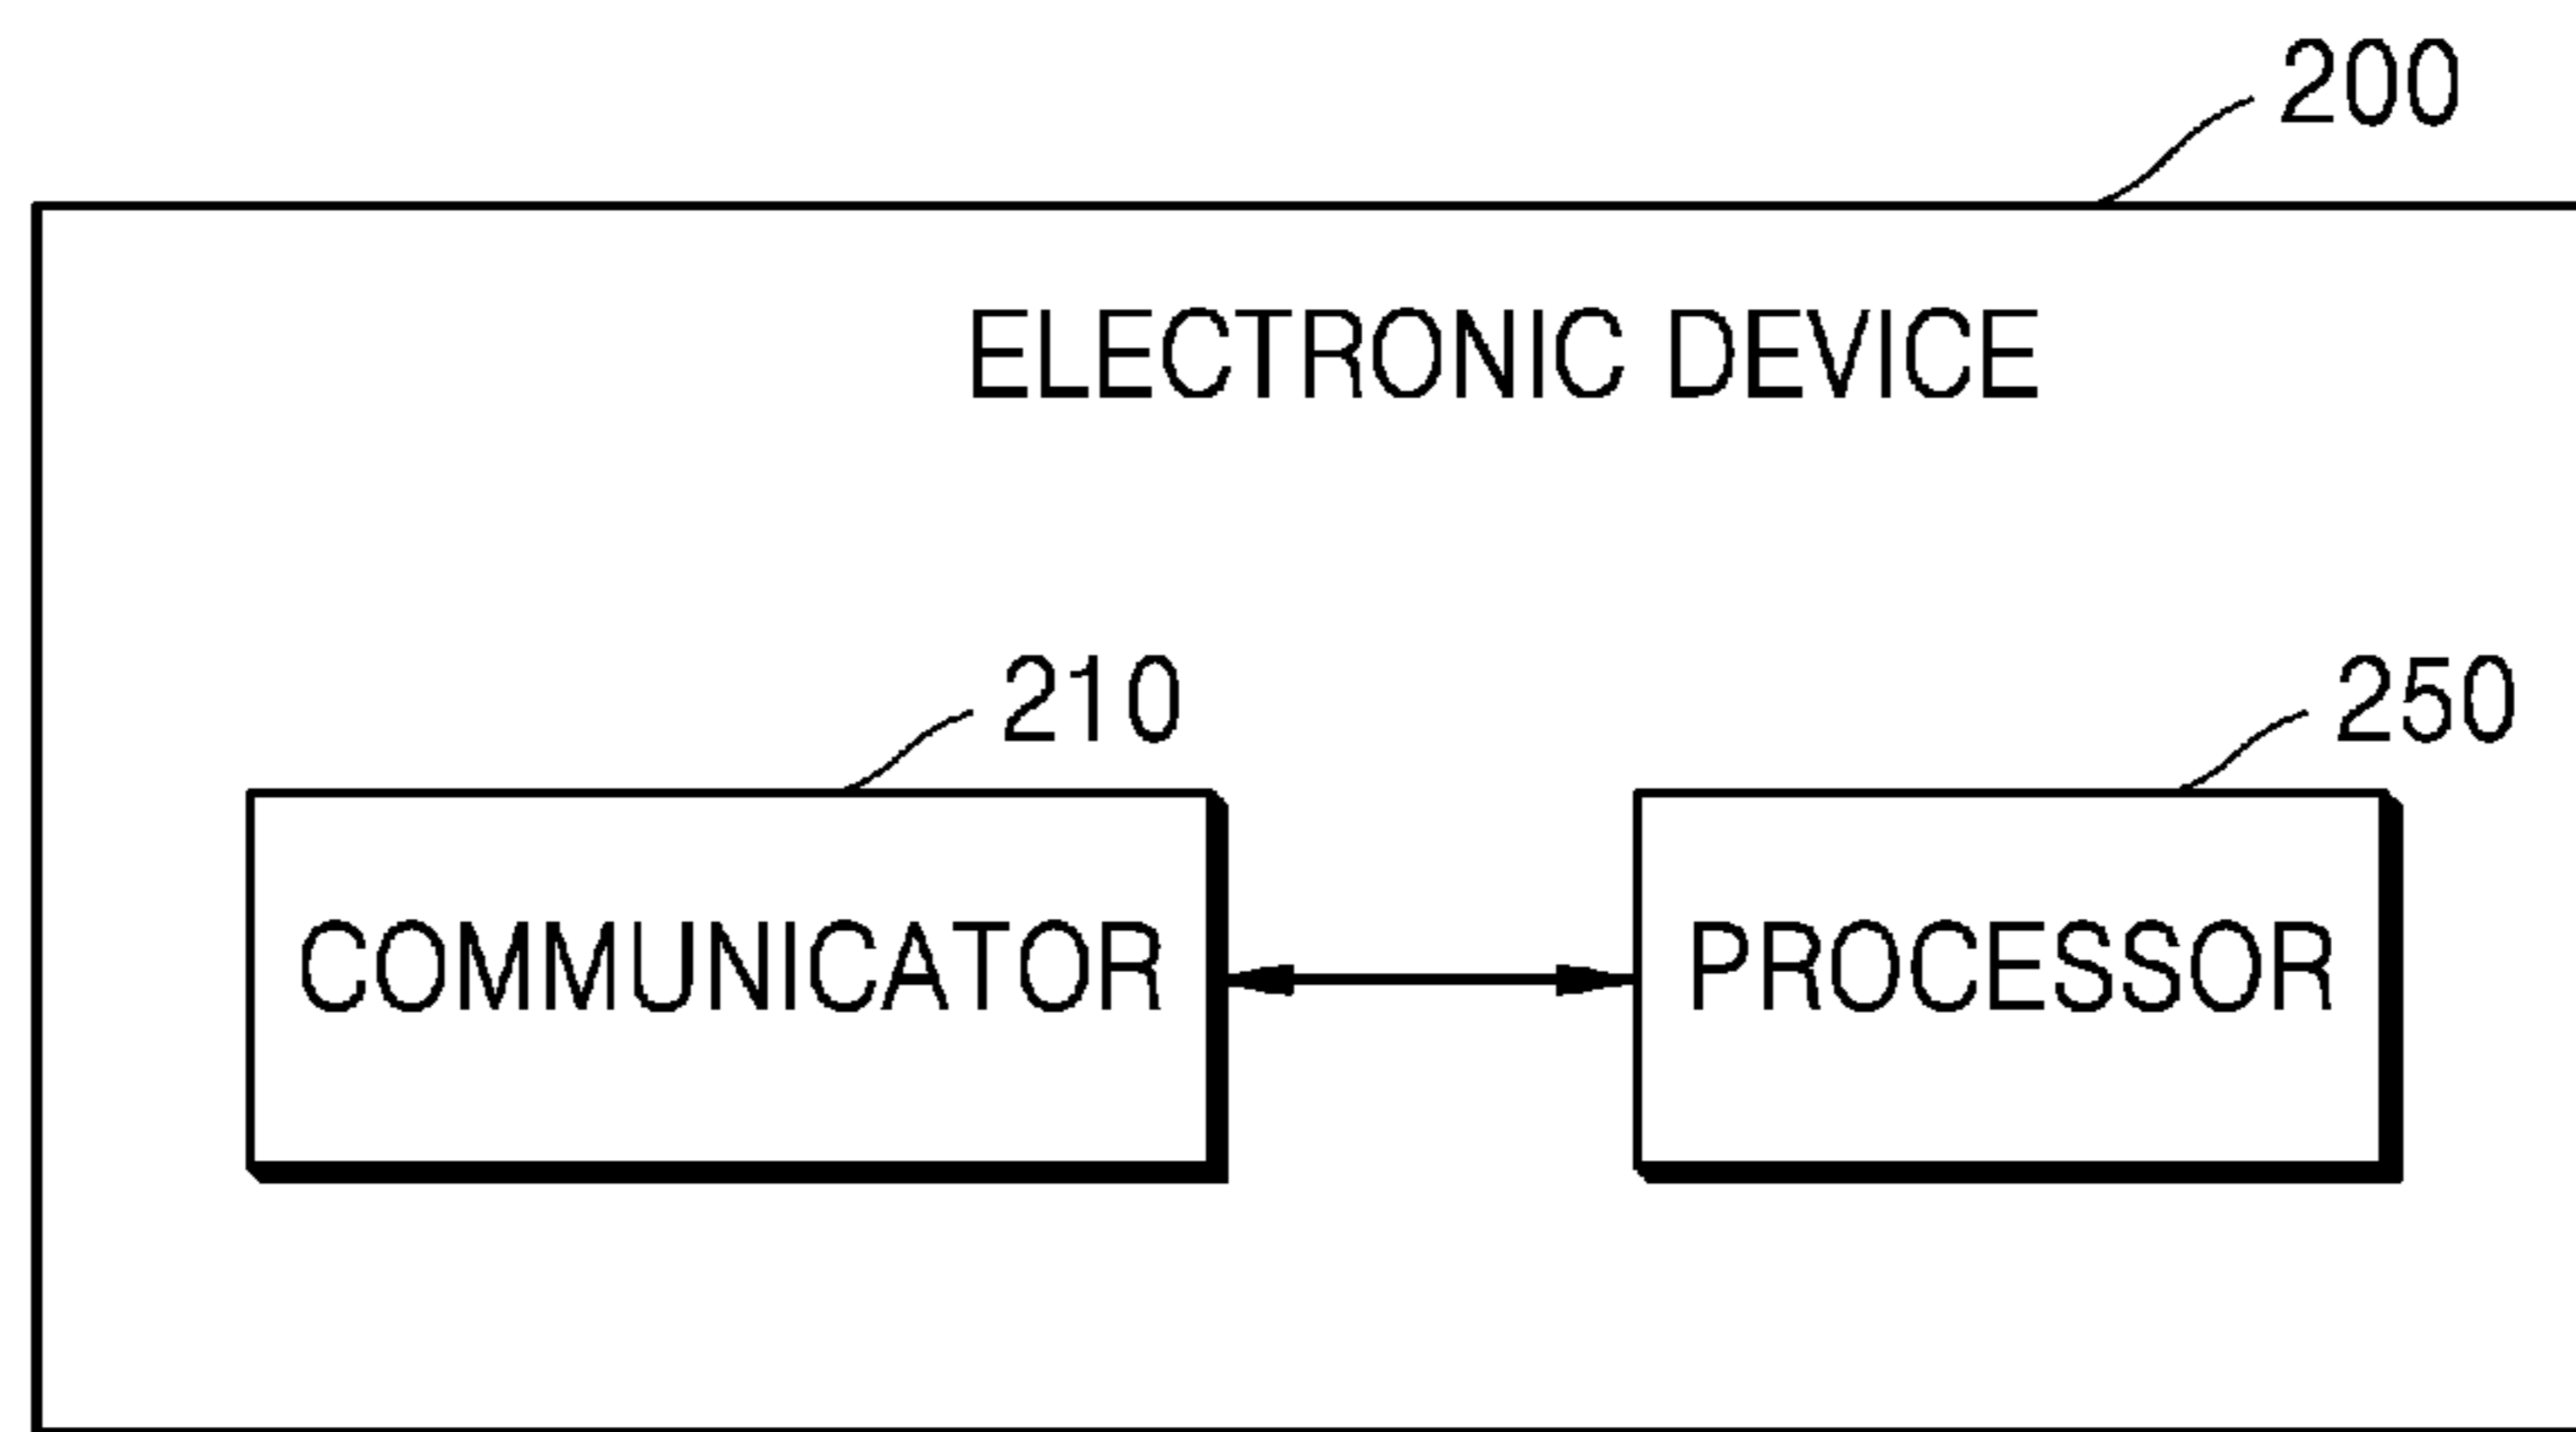 200
ELECTRONIC DEVICE
210
250
COMMUNICATOR
PROCESSOR